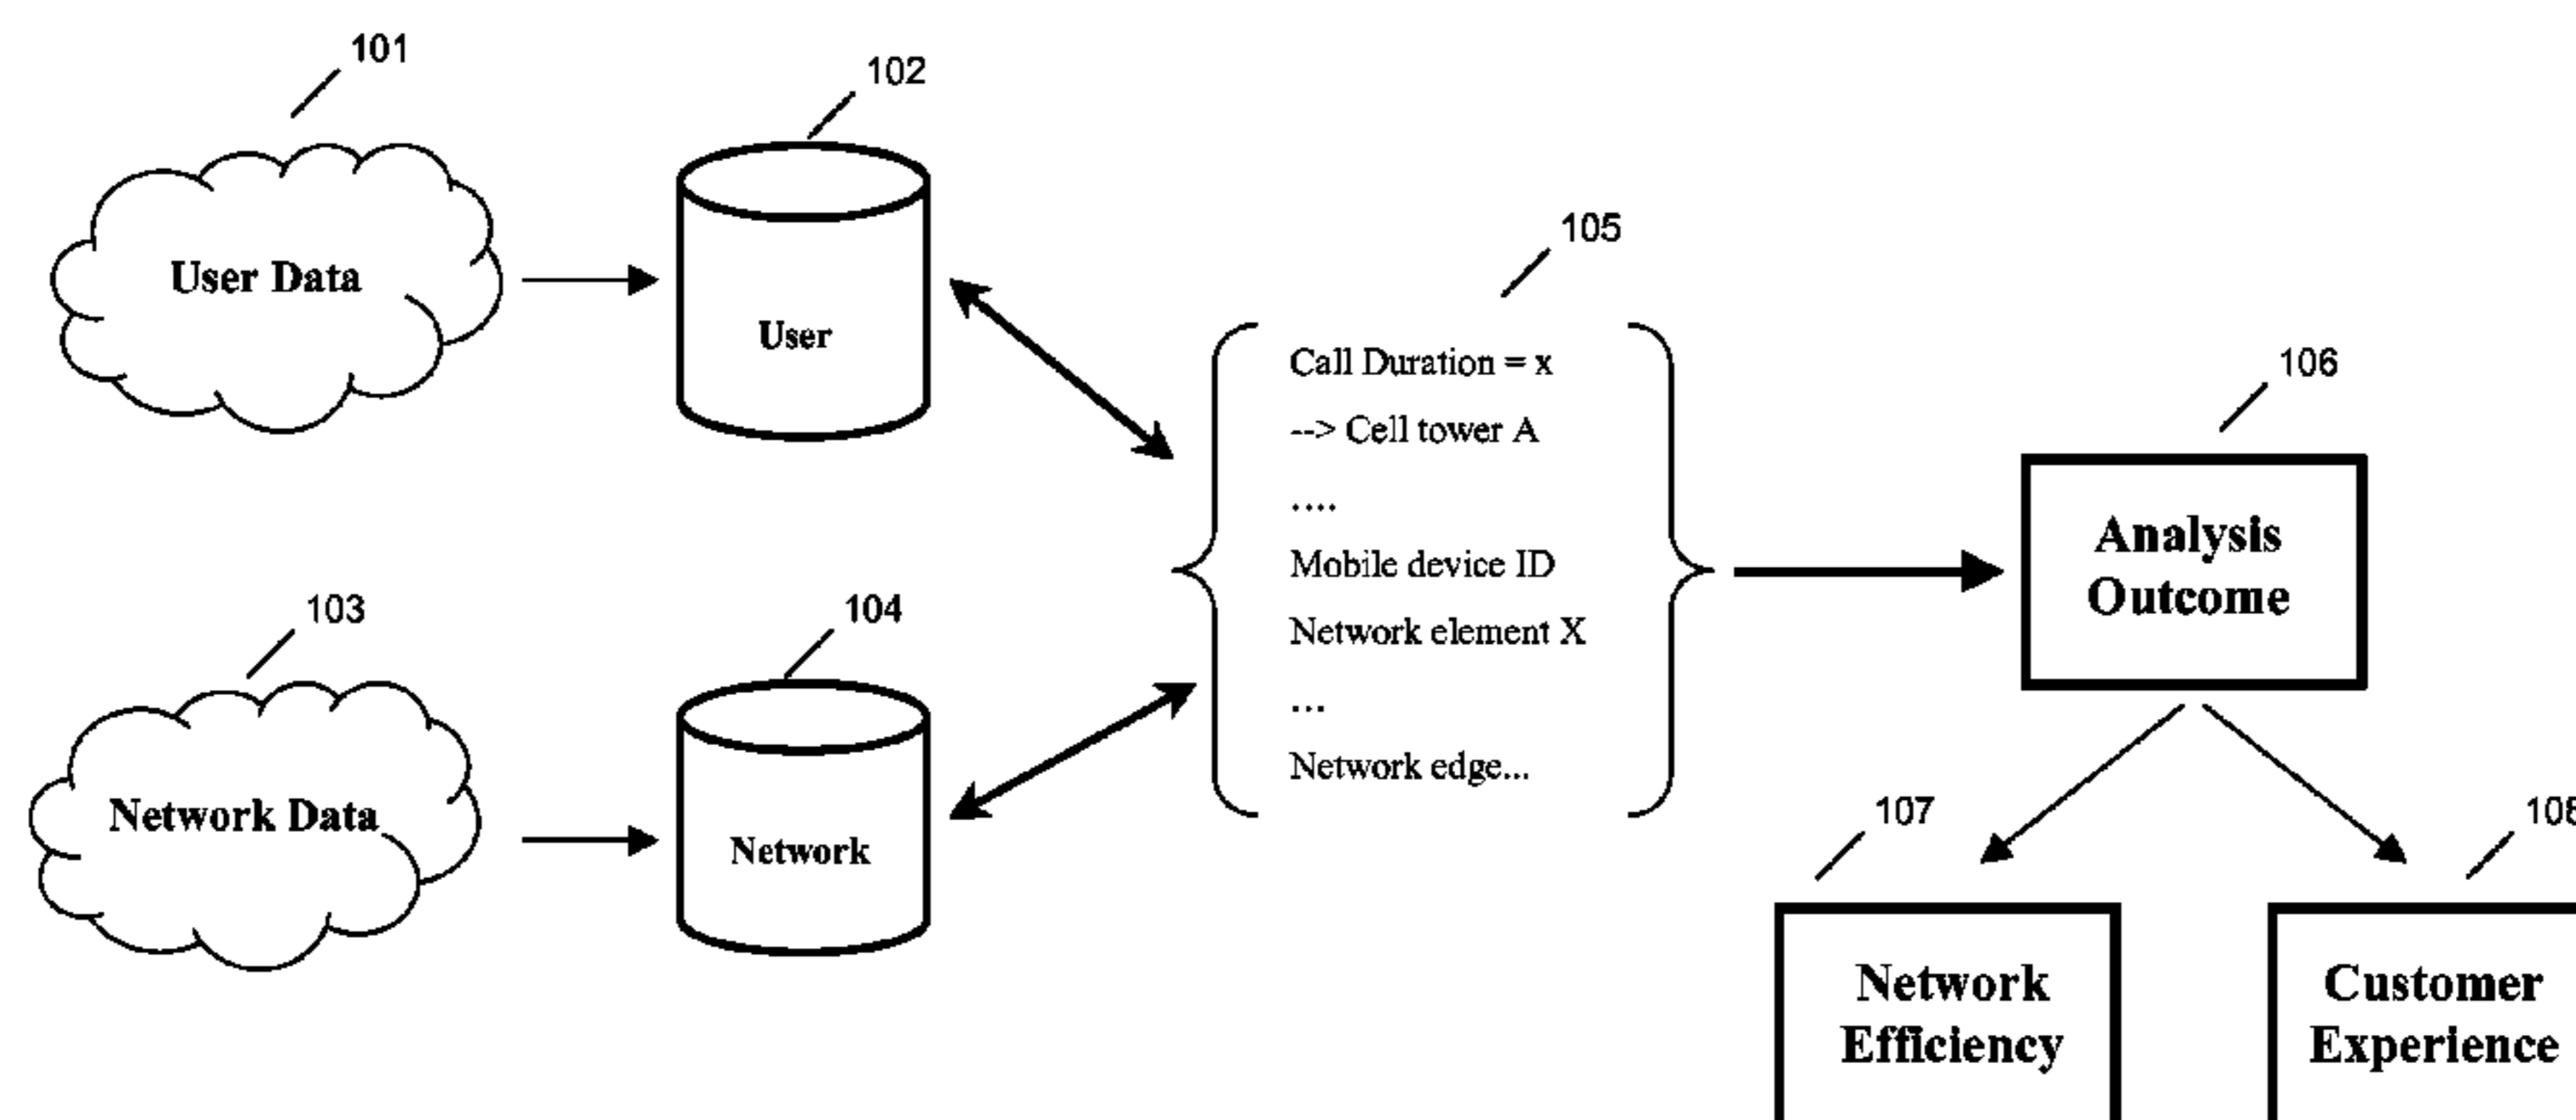 101
User Data
102
User
103
Network Data
104
Network
105
Call Duration = x
--> Cell tower A
....
Mobile device ID
Network element X
...
Network edge...
106
Analysis
Outcome
107
Network
Efficiency
108
Customer
Experience